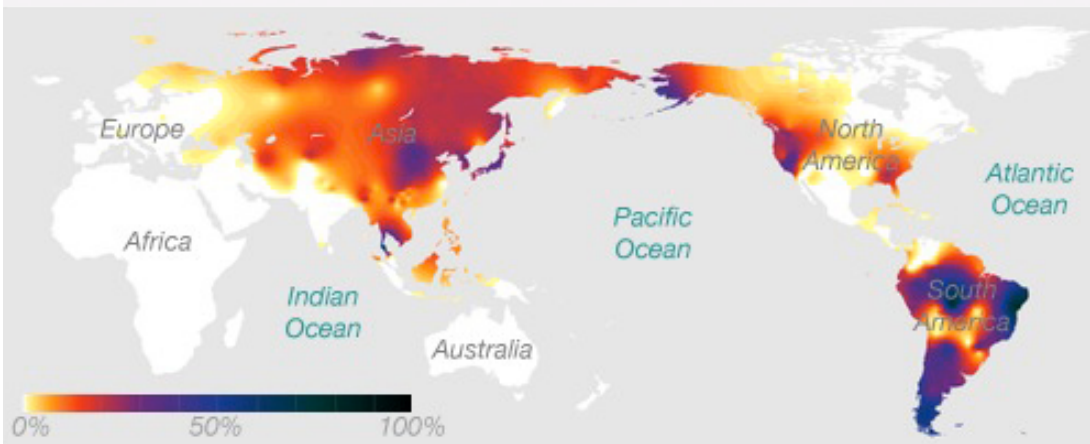 Europe
Asia
North
America
Atlantic
Ocean
Pacific
Ocean
Africa
Indian
Ocean
South
America
Australia
0%
50%
100%